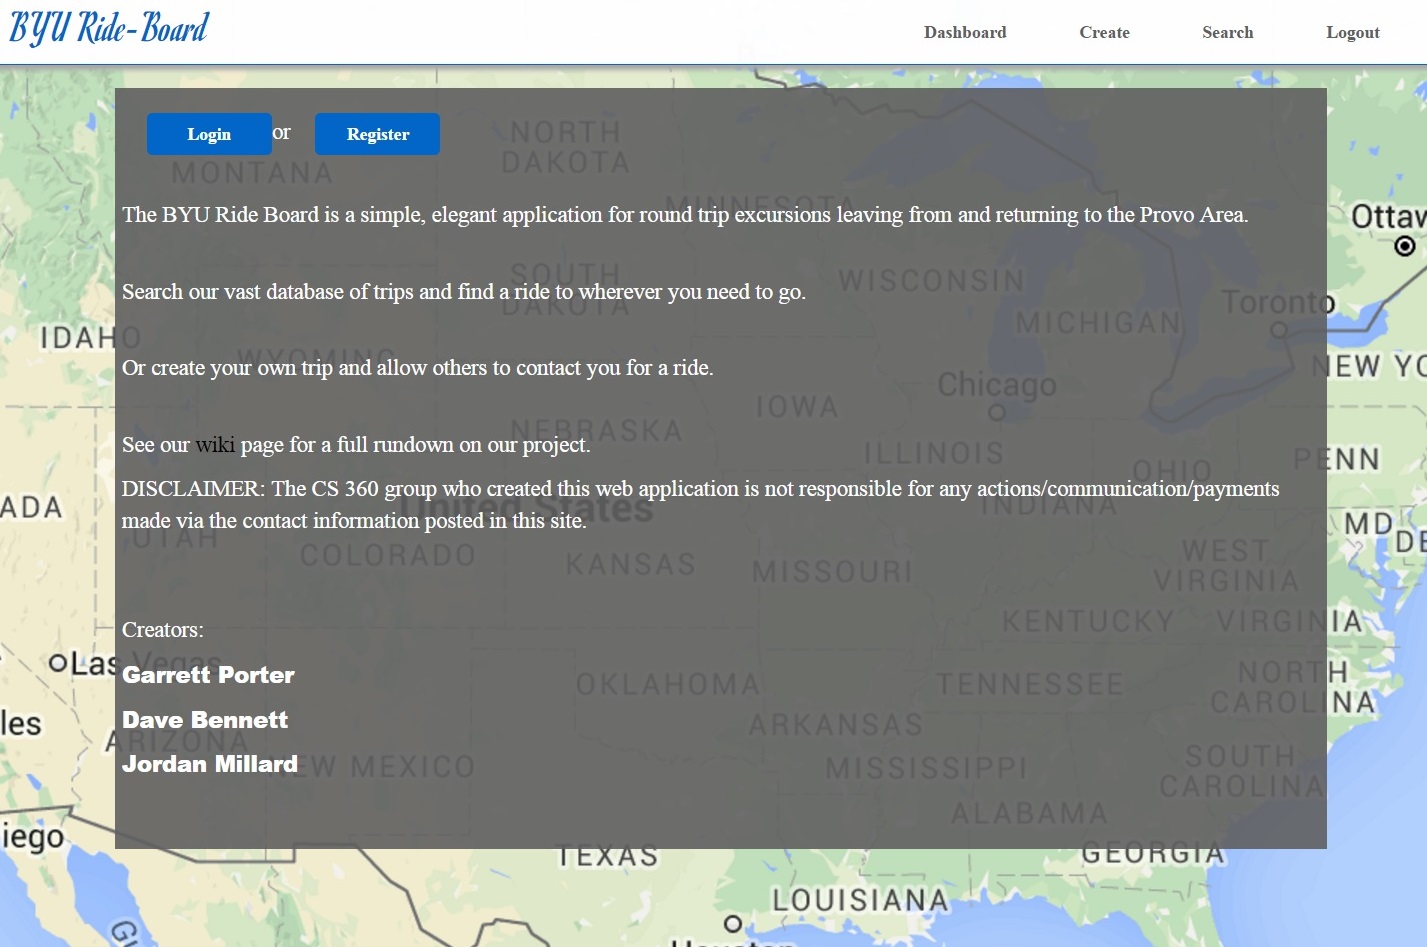 BYU Ride-Board
Dashboard
Create
Search
Logout
Login or Register
NORTH
DAKOTA
MONTANA
MINNESOTA
The BYU Ride Board is a simple, elegant application for round trip excursions leaving from and returning to the Provo Area.
Ottaw
SOUTH
DAKOTA
WISCONSIN
Search our vast database of trips and find a ride to wherever you need to go.
Toronto
MICHIGAN
IDAHO
WYOMING
Or create your own trip and allow others to contact you for a ride.
NEW YO
Chicago
IOWA
NEBRASKA
See our wiki page for a full rundown on our project.
ILLINOIS
OHIO
PENN
DISCLAIMER: The CS 360 group who created this web application is not responsible for any actions/communication/payments
made via the contact information posted in this site.
United States
INDIANA
ADA
UTAH
MD
DE
COLORADO
KANSAS
MISSOURI
WEST
VIRGINIA
KENTUCKY
VIRGINIA
Creators:
Las Vegas
Garrett Porter
OKLAHOMA
TENNESSEE
NORTH
CAROLINA
Dave Bennett
les
ARKANSAS
ARIZONA
Jordan Millard
NEW MEXICO
MISSISSIPPI
SOUTH
CAROLINA
ALABAMA
iego
TEXAS
GEORGIA
LOUISIANA
Houston